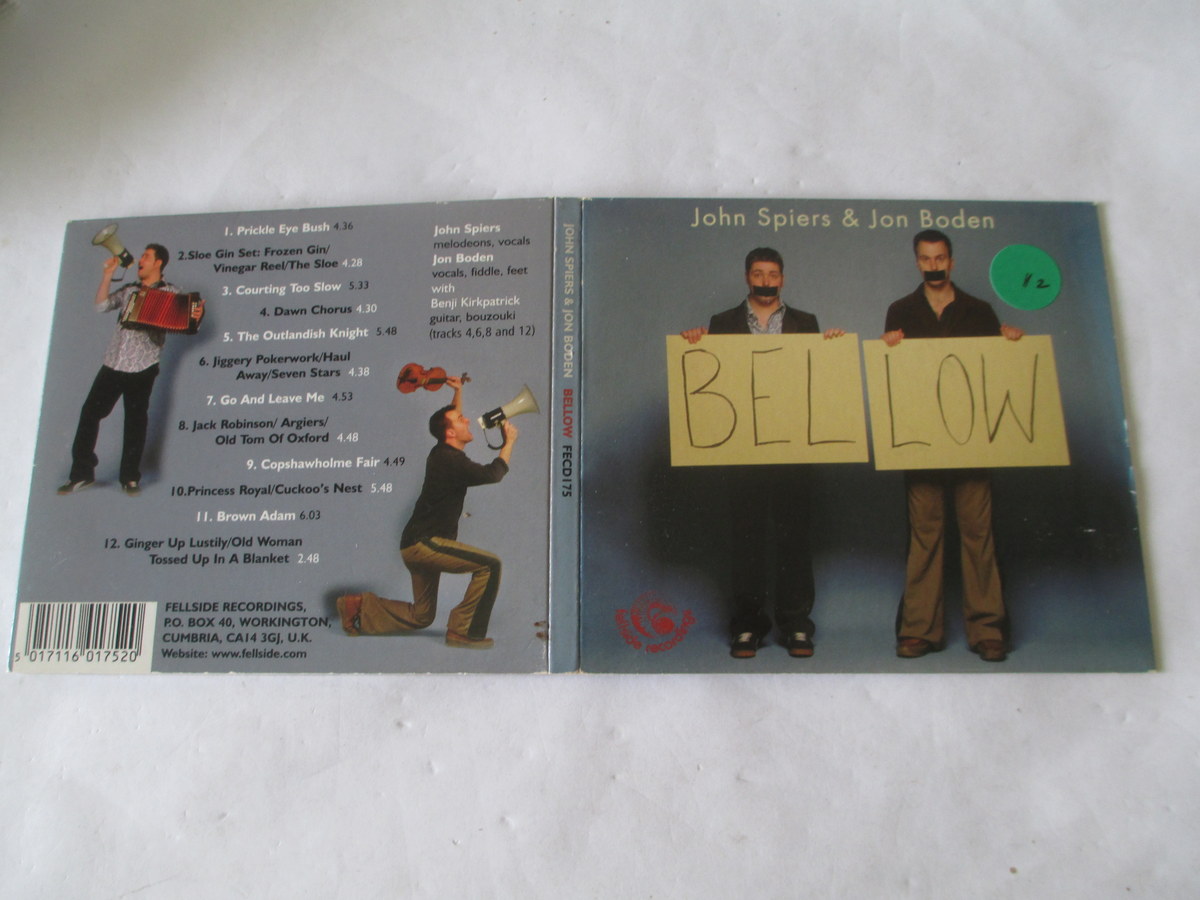 1. Prickle Eye Bush 4.36
2.Sloe Gin Set: Frozen Gin/
Vinegar Reel/The Sloe 4.28
3. Courting Too Slow 5.33
4. Dawn Chorus 4.30
5. The Outlandish Knight 5.48
6. Jiggery Pokerwork/Haul
Away/Seven Stars 4.38
7. Go And Leave Me 4.53
8. Jack Robinson/ Argiers/
Old Tom Of Oxford 4.48
9. Copshawholme Fair 4.49
10.Princess Royal/Cuckoo's Nest 5.48
11. Brown Adam 6.03
12. Ginger Up Lustily/Old Woman
Tossed Up In A Blanket 2.48
John Spiers
melodeons, vocals
Jon Boden
vocals, fiddle, feet
with
Benji Kirkpatrick
guitar, bouzouki
(tracks 4,6,8 and 12)
5 017116 017520
FELLSIDE RECORDINGS,
P.O. BOX 40, WORKINGTON,
CUMBRIA, CA14 3GJ, U.K.
Website: www.fellside.com
JOHN SPIERS & JON BODEN BELLOW FECD175
John Spiers & Jon Boden
BEL LOW
fellside recordings